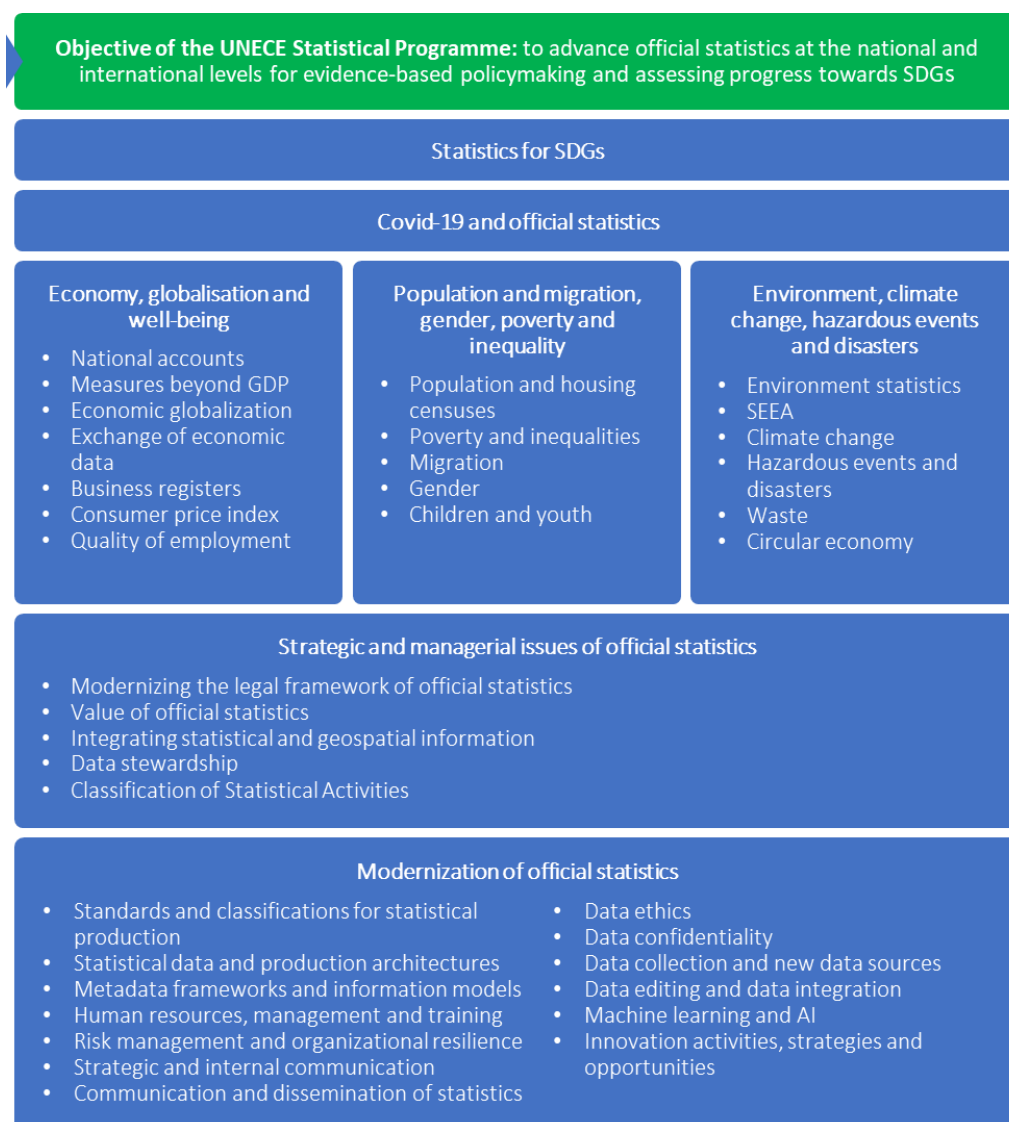 Objective of the UNECE Statistical Programme: to advance official statistics at the national and
international levels for evidence-based policymaking and assessing progress towards SDGs
Statistics for SDGs
Covid-19 and official statistics
Economy, globalisation and
well-being
• National accounts
• Measures beyond GDP
• Economic globalization
• Exchange of economic
data
• Business registers
• Consumer price index
• Quality of employment
Population and migration,
gender, poverty and
inequality
• Population and housing
censuses
• Poverty and inequalities
• Migration
• Gender
• Children and youth
Environment, climate
change, hazardous events
and disasters
• Environment statistics
• SEEA
• Climate change
• Hazardous events and
disasters
• Waste
• Circular economy
Strategic and managerial issues of official statistics
• Modernizing the legal framework of official statistics
• Value of official statistics
• Integrating statistical and geospatial information
• Data stewardship
• Classification of Statistical Activities
Modernization of official statistics
• Standards and classifications for statistical
production
• Statistical data and production architectures
• Metadata frameworks and information models
• Human resources, management and training
• Risk management and organizational resilience
• Strategic and internal communication
• Communication and dissemination of statistics
• Data ethics
• Data confidentiality
• Data collection and new data sources
• Data editing and data integration
• Machine learning and AI
• Innovation activities, strategies and
opportunities